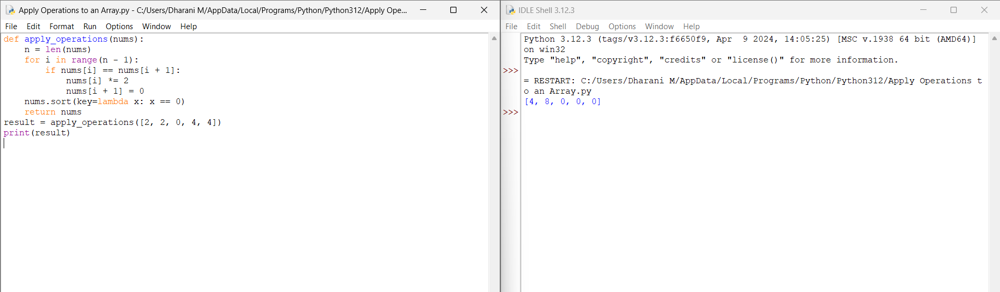 Apply Operations to an Array.py - C:/Users/Dharani M/AppData/Local/Programs/Python/Python312/Apply Ope...
File Edit Format Run Options Window Help
def apply_operations(nums):
    n = len(nums)
    for i in range(n - 1):
        if nums[i] == nums[i + 1]:
            nums[i] *= 2
            nums[i + 1] = 0
    nums.sort(key=lambda x: x == 0)
    return nums
result = apply_operations([2, 2, 0, 4, 4])
print(result)
IDLE Shell 3.12.3
File Edit Shell Debug Options Window Help
Python 3.12.3 (tags/v3.12.3:f6650f9, Apr  9 2024, 14:05:25) [MSC v.1938 64 bit (AMD64)]
on win32
Type "help", "copyright", "credits" or "license()" for more information.
>>>
= RESTART: C:/Users/Dharani M/AppData/Local/Programs/Python/Python312/Apply Operations t
o an Array.py
[4, 8, 0, 0, 0]
>>>